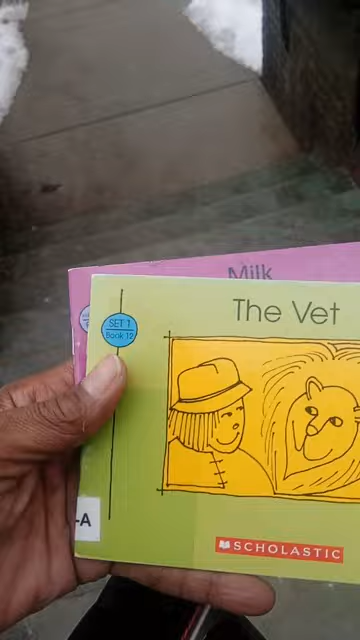 Milk
The Vet
SET 1
Book 12
-A
SCHOLASTIC